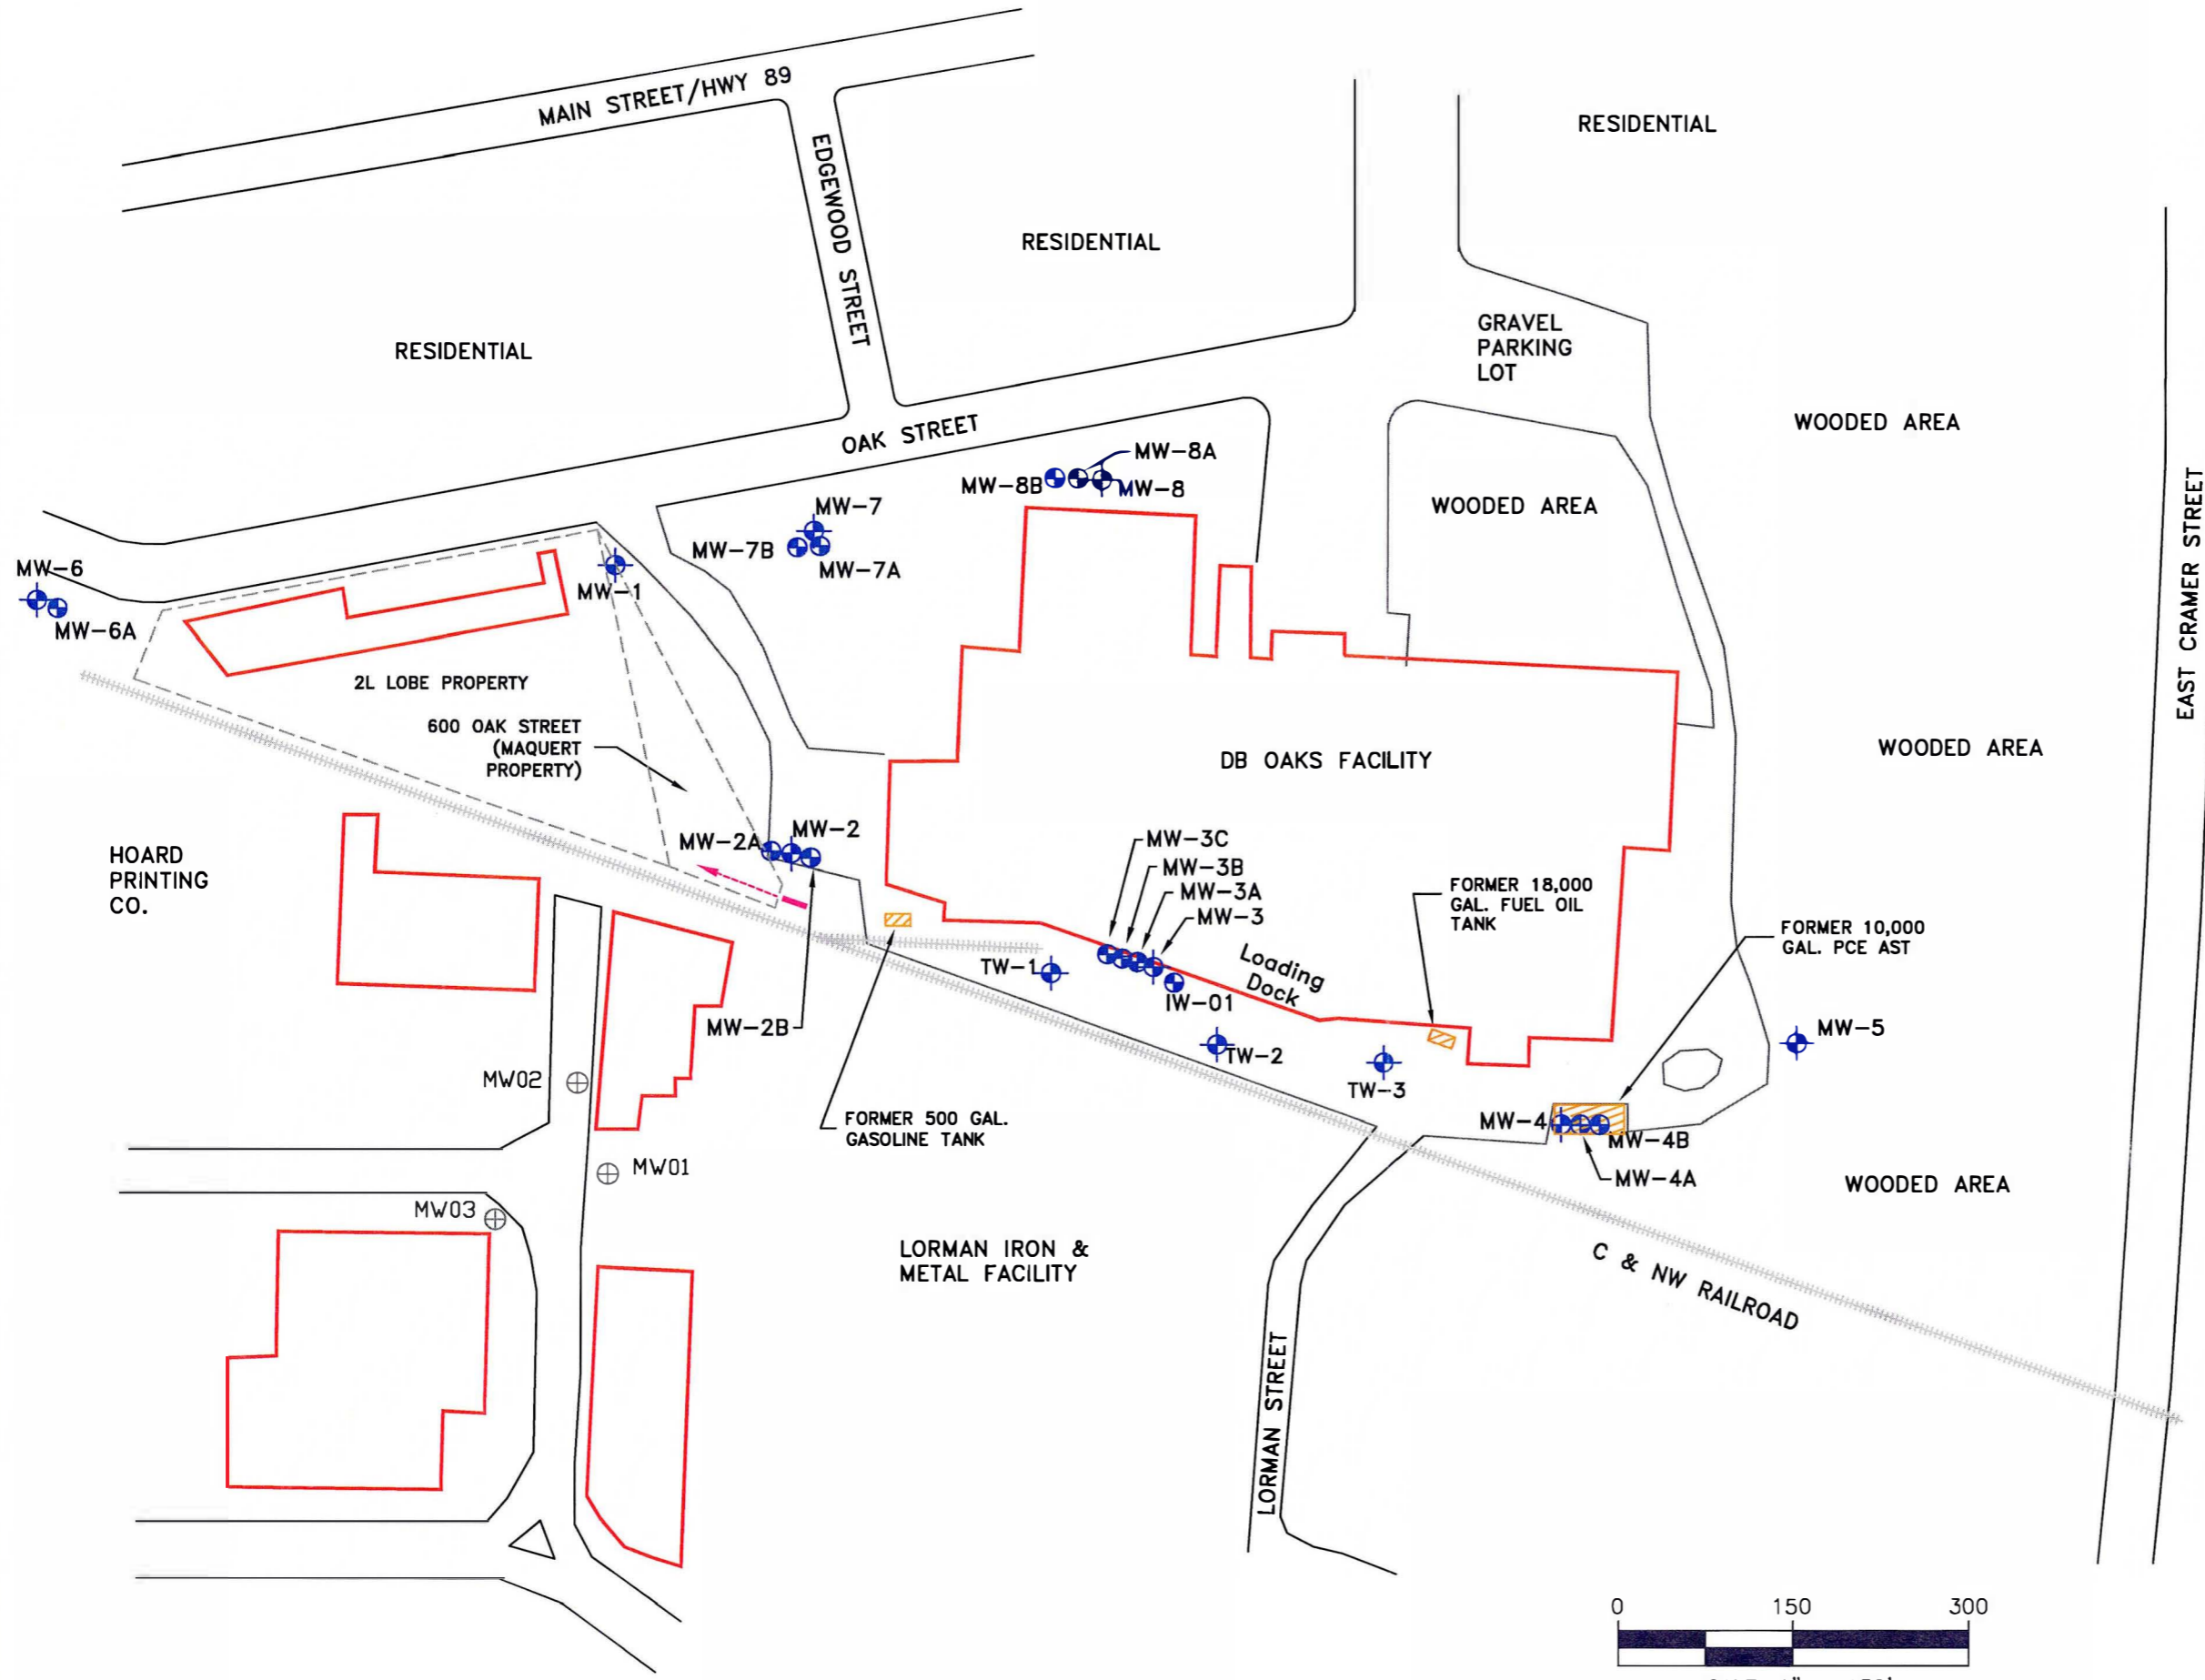 MAIN STREET/HWY 89
RESIDENTIAL
EDGEWOOD STREET
RESIDENTIAL
GRAVEL
PARKING
LOT
RESIDENTIAL
WOODED AREA
OAK STREET
MW-8A
MW-8B
MW-8
WOODED AREA
EAST CRAMER STREET
MW-7
MW-7B
MW-7A
MW-6
MW-6A
MW-1
2L LOBE PROPERTY
600 OAK STREET
(MAQUERT
PROPERTY)
DB OAKS FACILITY
WOODED AREA
HOARD
PRINTING
CO.
MW-2A
MW-2
MW-3C
MW-3B
MW-3A
MW-3
FORMER 18,000
GAL. FUEL OIL
TANK
FORMER 10,000
GAL. PCE AST
TW-1
Loading
Dock
IW-01
MW-2B
TW-2
MW-5
MW02
TW-3
FORMER 500 GAL.
GASOLINE TANK
MW-4
MW-4B
MW-4A
WOODED AREA
MW01
MW03
LORMAN IRON &
METAL FACILITY
C & NW RAILROAD
LORMAN STREET
0 150 300